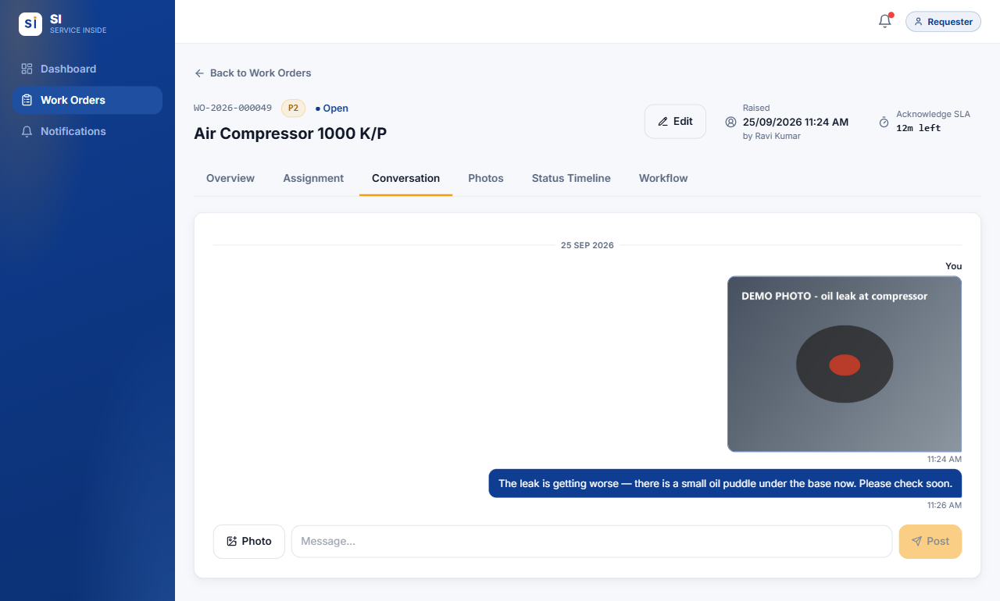 si
SI
SERVICE INSIDE
Dashboard
Work Orders
Notifications
Requester
Back to Work Orders
WO-2026-000049 P2 Open
Air Compressor 1000 K/P
Edit
Raised
25/09/2026 11:24 AM
by Ravi Kumar
Acknowledge SLA
12m left
Overview Assignment Conversation Photos Status Timeline Workflow
25 SEP 2026
You
DEMO PHOTO - oil leak at compressor
11:24 AM
The leak is getting worse — there is a small oil puddle under the base now. Please check soon.
11:26 AM
Photo Message... Post